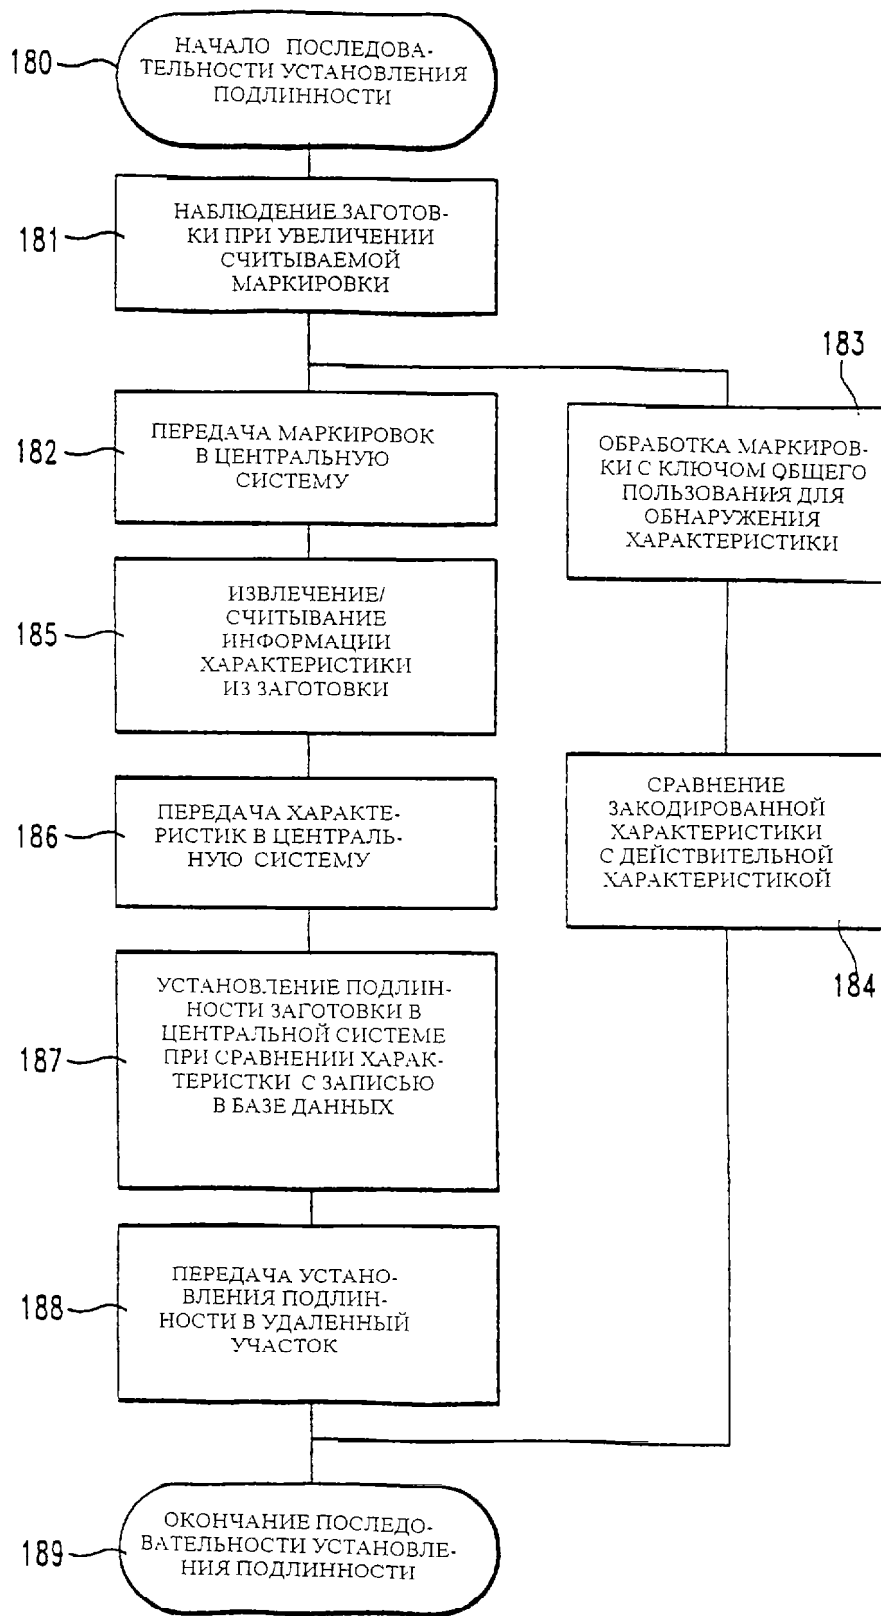 180
НАЧАЛО ПОСЛЕДОВА-
ТЕЛЬНОСТИ УСТАНОВЛЕНИЯ
ПОДЛИННОСТИ
181
НАБЛЮДЕНИЕ ЗАГОТОВ-
КИ ПРИ УВЕЛИЧЕНИИ
СЧИТЫВАЕМОЙ
МАРКИРОВКИ
182
ПЕРЕДАЧА МАРКИРОВОК
В ЦЕНТРАЛЬНУЮ
СИСТЕМУ
183
ОБРАБОТКА МАРКИРОВ-
КИ С КЛЮЧОМ ОБЩЕГО
ПОЛЬЗОВАНИЯ ДЛЯ
ОБНАРУЖЕНИЯ
ХАРАКТЕРИСТИКИ
185
ИЗВЛЕЧЕНИЕ/
СЧИТЫВАНИЕ
ИНФОРМАЦИИ
ХАРАКТЕРИСТИКИ
ИЗ ЗАГОТОВКИ
186
ПЕРЕДАЧА ХАРАКТЕ-
РИСТИК В ЦЕНТРАЛЬ-
НУЮ СИСТЕМУ
СРАВНЕНИЕ
ЗАКОДИРОВАННОЙ
ХАРАКТЕРИСТИКИ
С ДЕЙСТВИТЕЛЬНОЙ
ХАРАКТЕРИСТИКОЙ
184
187
УСТАНОВЛЕНИЕ ПОДЛИН-
НОСТИ ЗАГОТОВКИ В
ЦЕНТРАЛЬНОЙ СИСТЕМЕ
ПРИ СРАВНЕНИИ ХАРАК-
ТЕРИСТКИ С ЗАПИСЬЮ
В БАЗЕ ДАННЫХ
188
ПЕРЕДАЧА УСТАНО-
ВЛЕНИЯ ПОДЛИН-
НОСТИ В УДАЛЕННЫЙ
УЧАСТОК
189
ОКОНЧАНИЕ ПОСЛЕДО-
ВАТЕЛЬНОСТИ УСТАНОВЛЕ-
НИЯ ПОДЛИННОСТИ